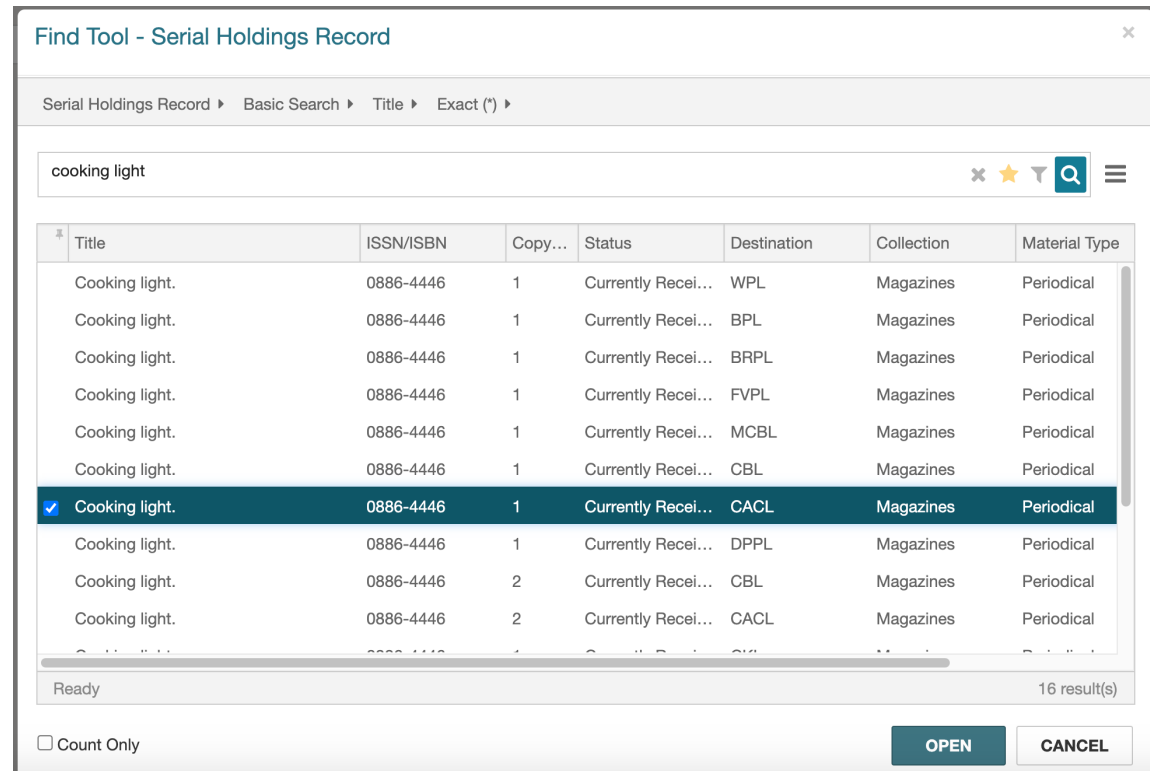 Find Tool - Serial Holdings Record ×
Serial Holdings Record Basic Search Title Exact (*)
cooking light
Title ISSN/ISBN Copy… Status Destination Collection Material Type
Cooking light. 0886-4446 1 Currently Recei… WPL Magazines Periodical
Cooking light. 0886-4446 1 Currently Recei… BPL Magazines Periodical
Cooking light. 0886-4446 1 Currently Recei… BRPL Magazines Periodical
Cooking light. 0886-4446 1 Currently Recei… FVPL Magazines Periodical
Cooking light. 0886-4446 1 Currently Recei… MCBL Magazines Periodical
Cooking light. 0886-4446 1 Currently Recei… CBL Magazines Periodical
Cooking light. 0886-4446 1 Currently Recei… CACL Magazines Periodical
Cooking light. 0886-4446 1 Currently Recei… DPPL Magazines Periodical
Cooking light. 0886-4446 2 Currently Recei… CBL Magazines Periodical
Cooking light. 0886-4446 2 Currently Recei… CACL Magazines Periodical
Ready 16 result(s)
Count Only OPEN CANCEL